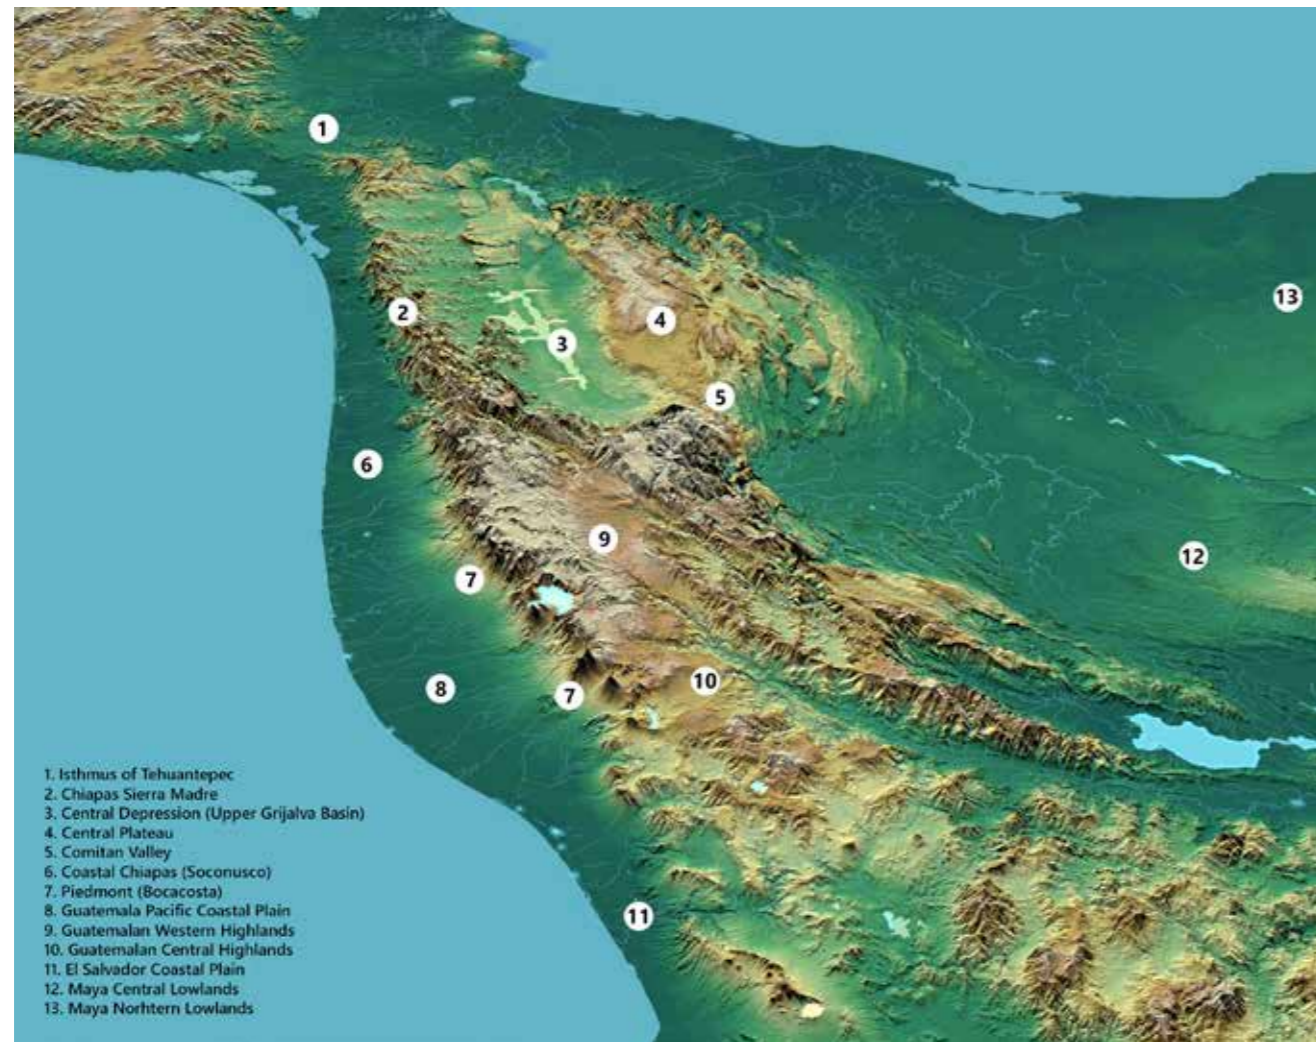 1
13
2
4
3
5
6
9
12
7
10
8
7
11
1. Isthmus of Tehuantepec
2. Chiapas Sierra Madre
3. Central Depression (Upper Grijalva Basin)
4. Central Plateau
5. Comitan Valley
6. Coastal Chiapas (Soconusco)
7. Piedmont (Bocacosta)
8. Guatemala Pacific Coastal Plain
9. Guatemalan Western Highlands
10. Guatemalan Central Highlands
11. El Salvador Coastal Plain
12. Maya Central Lowlands
13. Maya Norhtern Lowlands